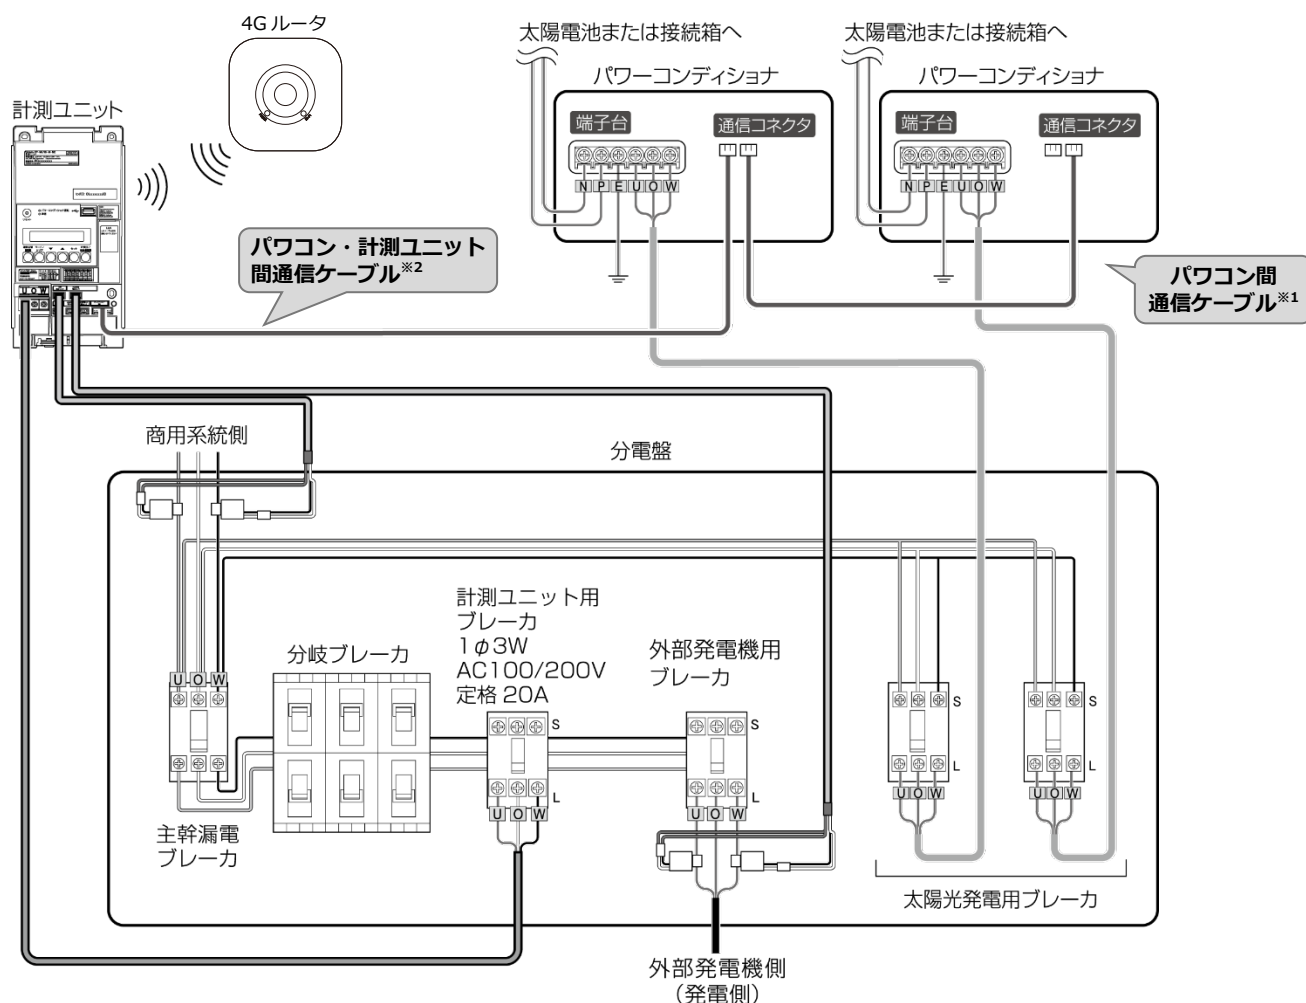 4G ルータ
太陽電池または接続箱へ
太陽電池または接続箱へ
パワーコンディショナ
パワーコンディショナ
計測ユニット
端子台
通信コネクタ
端子台
通信コネクタ
N P E U O W
N P E U O W
パワコン・計測ユニット
間通信ケーブル※2
パワコン間
通信ケーブル※1
U O W
商用系統側
分電盤
計測ユニット用
ブレーカ
1φ3W
AC100/200V
定格 20A
分岐ブレーカ
外部発電機用
ブレーカ
U O W
S
S
S
S
L
L
L
L
U O W
U O W
U O W
U O W
主幹漏電
ブレーカ
太陽光発電用ブレーカ
外部発電機側
(発電側)